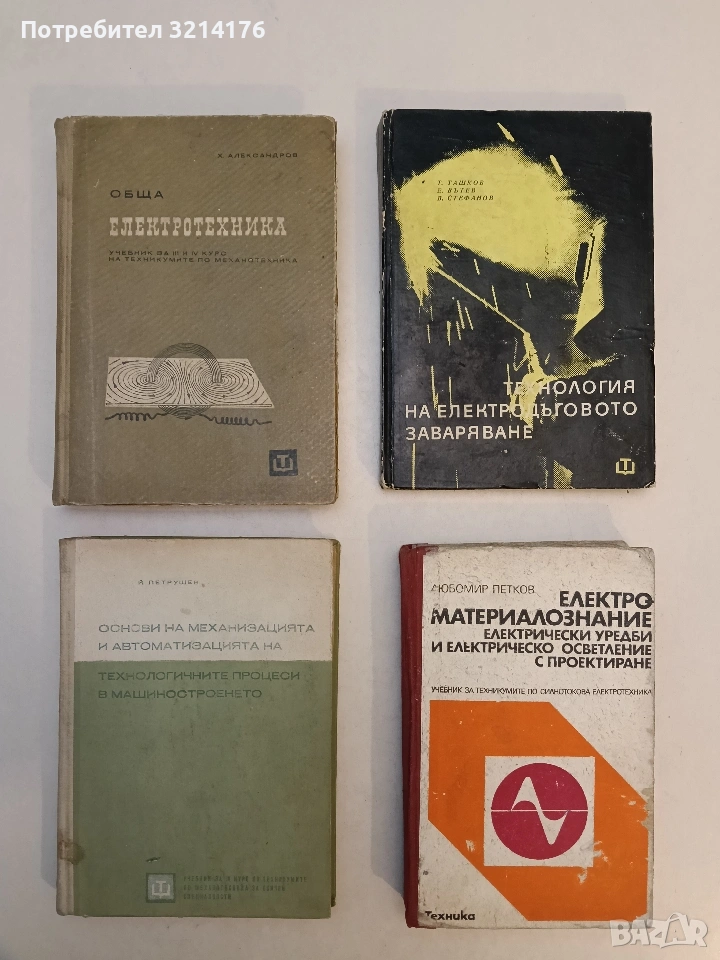 Потребител 3214176
Х. АЛЕКСАНДРОВ
ОБЩА
ЕЛЕКТРОТЕХНИКА
УЧЕБНИК ЗА III И IV КУРС
НА ТЕХНИКУМИТЕ ПО МЕХАНОТЕХНИКА
Т. ТАШКОВ
Е. ВЪТЕВ
В. СТЕФАНОВ
ТЕХНОЛОГИЯ
НА ЕЛЕКТРОДЪГОВОТО
ЗАВАРЯВАНЕ
ПЕТРУШЕН
ОСНОВИ НА МЕХАНИЗАЦИЯТА
И АВТОМАТИЗАЦИЯТА НА
ТЕХНОЛОГИЧНИТЕ ПРОЦЕСИ
В МАШИНОСТРОЕНЕТО
ЛЮБОМИР ПЕТКОВ
ЕЛЕКТРО-
МАТЕРИАЛОЗНАНИЕ
ЕЛЕКТРИЧЕСКИ УРЕДБИ
И ЕЛЕКТРИЧЕСКО ОСВЕТЛЕНИЕ
С ПРОЕКТИРАНЕ
УЧЕБНИК ЗА ТЕХНИКУМИТЕ ПО СИЛНОТОКОВА ЕЛЕКТРОТЕХНИКА
Техника
BAZAR